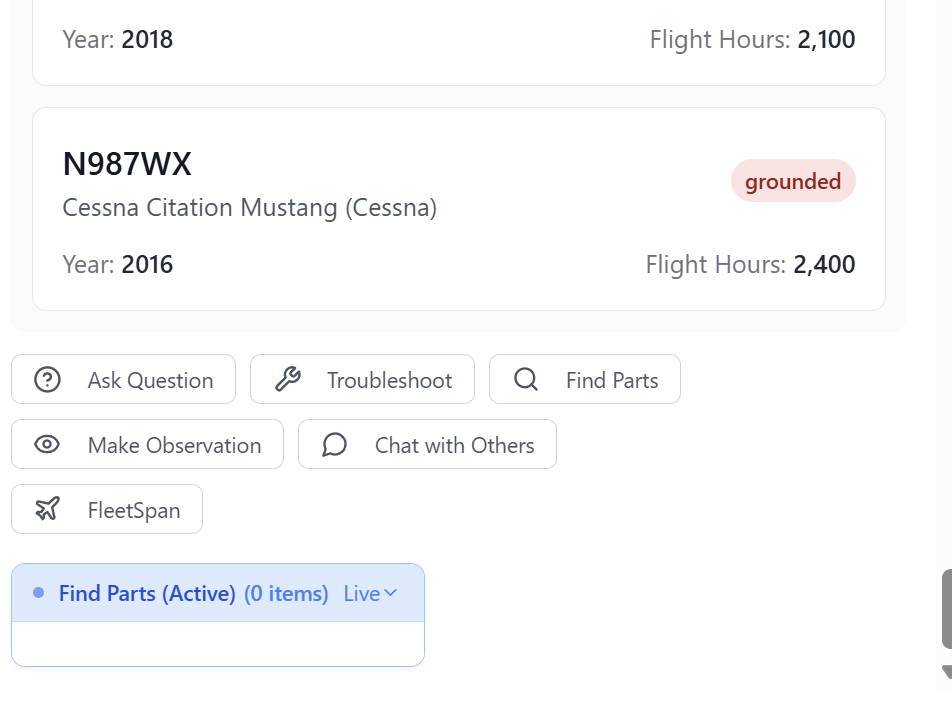 Year: 2018 Flight Hours: 2,100
N987WX
grounded
Cessna Citation Mustang (Cessna)
Year: 2016 Flight Hours: 2,400
Ask Question Troubleshoot Find Parts
Make Observation Chat with Others
FleetSpan
Find Parts (Active) (0 items) Live